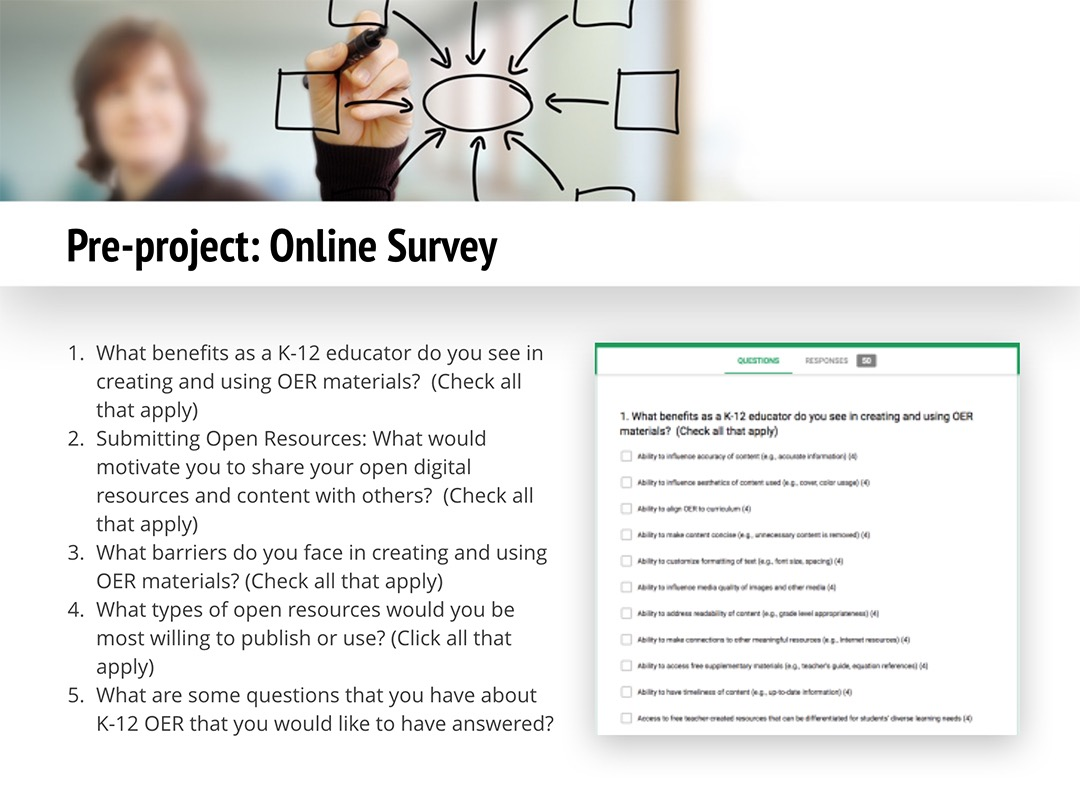 Pre-project: Online Survey
1. What benefits as a K-12 educator do you see in
creating and using OER materials?  (Check all
that apply)
2. Submitting Open Resources: What would
motivate you to share your open digital
resources and content with others?  (Check all
that apply)
3. What barriers do you face in creating and using
OER materials? (Check all that apply)
4. What types of open resources would you be
most willing to publish or use? (Click all that
apply)
5. What are some questions that you have about
K-12 OER that you would like to have answered?
QUESTIONS RESPONSES 50
1. What benefits as a K-12 educator do you see in creating and using OER
materials?  (Check all that apply)
Ability to influence accuracy of content (e.g., accurate information) (4)
Ability to influence aesthetics of content used (e.g., cover, color usage) (4)
Ability to align OER to curriculum (4)
Ability to make content concise (e.g., unnecessary content is removed) (4)
Ability to customize formatting of text (e.g., font size, spacing) (4)
Ability to influence media quality of images and other media (4)
Ability to address readability of content (e.g., grade level appropriateness) (4)
Ability to make connections to other meaningful resources (e.g., Internet resources) (4)
Ability to access free supplementary materials (e.g., teacher's guide, equation references) (4)
Ability to have timeliness of content (e.g., up-to-date information) (4)
Access to free teacher-created resources that can be differentiated for students' diverse learning needs (4)